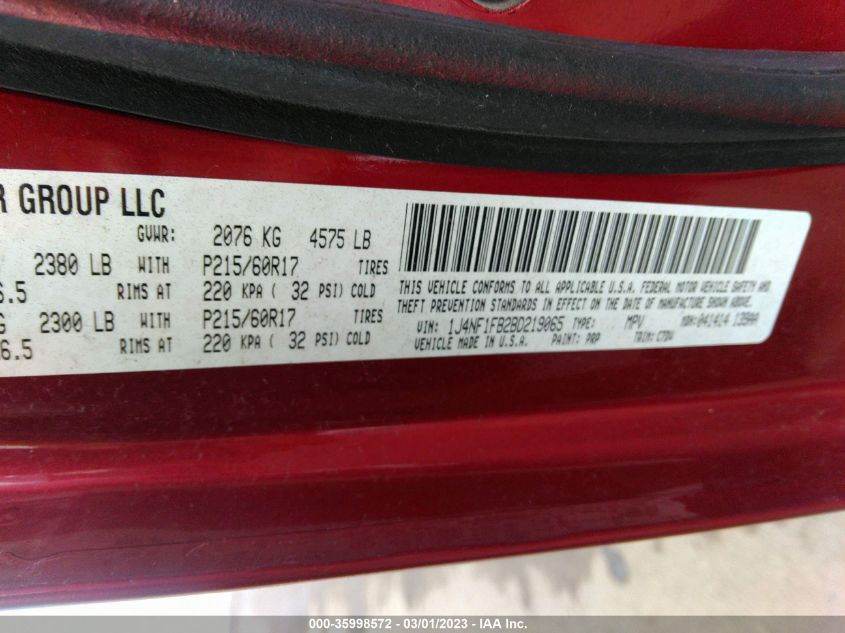 R GROUP LLC
GVWR: 2076 KG 4575 LB
2380 LB WITH P215/60R17 TIRES
6.5 RIMS AT 220 KPA ( 32 PSI) COLD
G 2300 LB WITH P215/60R17 TIRES
6.5 RIMS AT 220 KPA ( 32 PSI) COLD
THIS VEHICLE CONFORMS TO ALL APPLICABLE U.S.A. FEDERAL MOTOR VEHICLE SAFETY AND
THEFT PREVENTION STANDARDS IN EFFECT ON THE DATE OF MANUFACTURE SHOWN ABOVE.
VIN: 1J4NF1FB2BD219065 TYPE: MPV MDH: 041414 139AA
VEHICLE MADE IN U.S.A. PAINT: PRP TRIM:
000-35998572 - 03/01/2023 - IAA Inc.